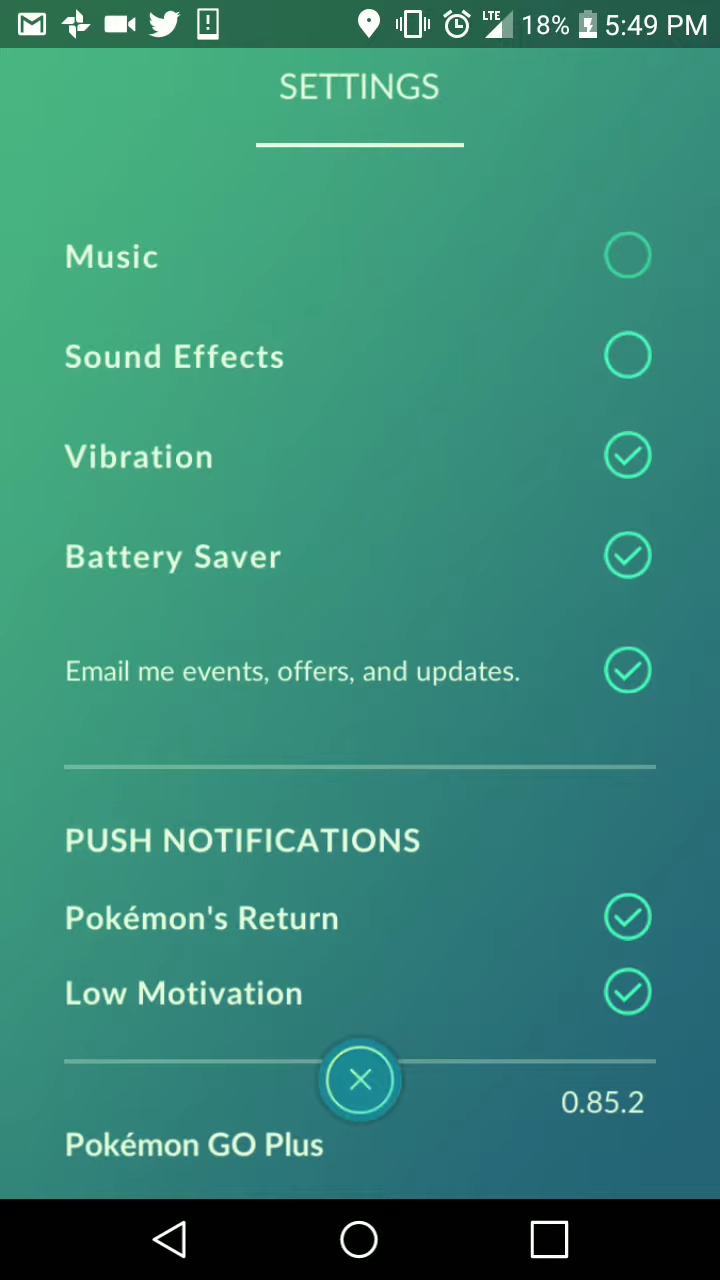 LTE 18% 5:49 PM
SETTINGS
Music
Sound Effects
Vibration
Battery Saver
Email me events, offers, and updates.
PUSH NOTIFICATIONS
Pokémon's Return
Low Motivation
0.85.2
Pokémon GO Plus